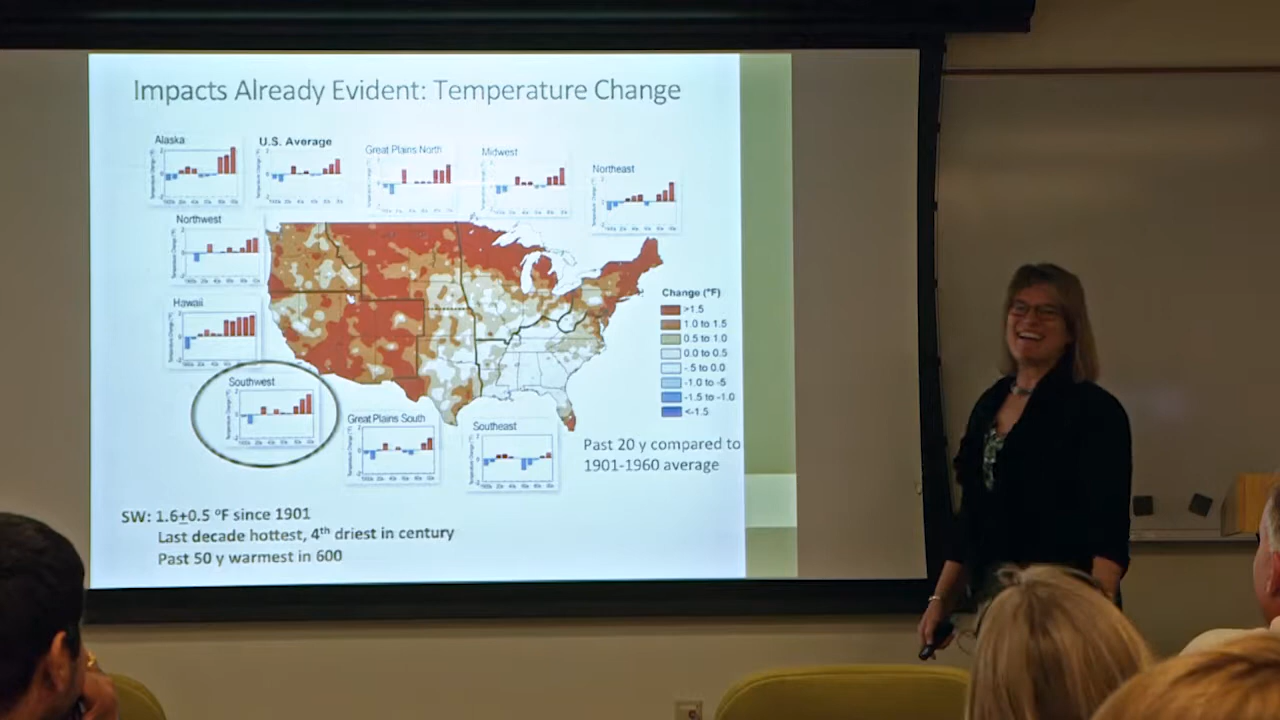 Impacts Already Evident: Temperature Change
Alaska
U.S. Average
Great Plains North
Midwest
Northeast
Northwest
Hawaii
Southwest
Great Plains South
Southeast
Change (°F)
>1.5
1.0 to 1.5
0.5 to 1.0
0.0 to 0.5
-.5 to 0.0
-1.0 to -5
-1.5 to -1.0
<-1.5
Past 20 y compared to
1901-1960 average
SW: 1.6±0.5 °F since 1901
Last decade hottest, 4th driest in century
Past 50 y warmest in 600